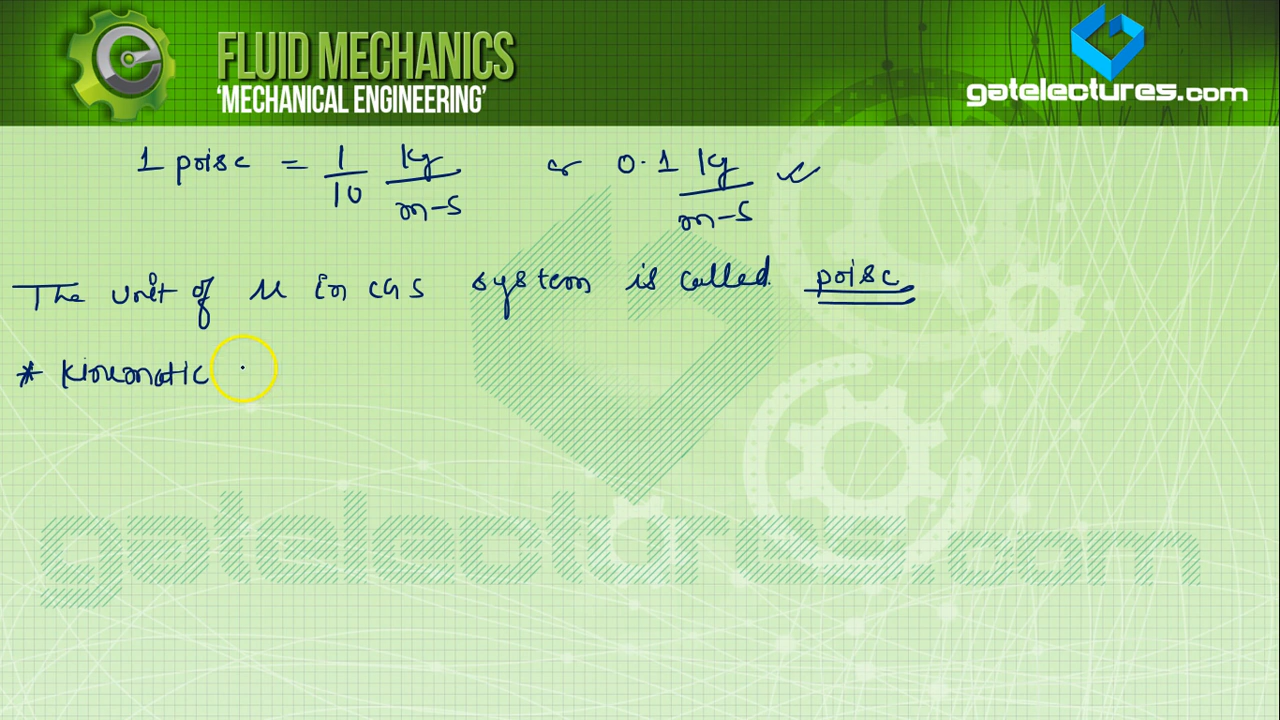 FLUID MECHANICS
'MECHANICAL ENGINEERING'
gatelectures.com
1 poise = 1/10 kg/m-s or 0.1 kg/m-s
The unit of μ in CGS system is called poise
* Kinematic
gatelectures.com